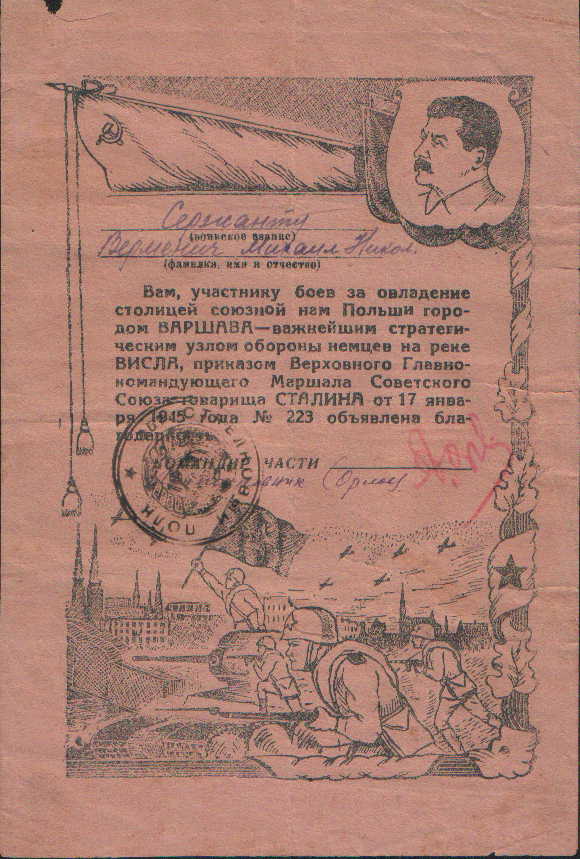 Сержанту
(воинское звание)
Михаил Никол.
(фамилия, имя и отчество)
Вам, участнику боев за овладение
столицей союзной нам Польши горо-
дом ВАРШАВА—важнейшим стратеги-
ческим узлом обороны немцев на реке
ВИСЛА, приказом Верховного Главно-
командующего Маршала Советского
Союза товарища СТАЛИНА от 17 янва-
ря 1945 года № 223 объявлена бла-
годарность.
КОМАНДИР ЧАСТИ
(Орлов)